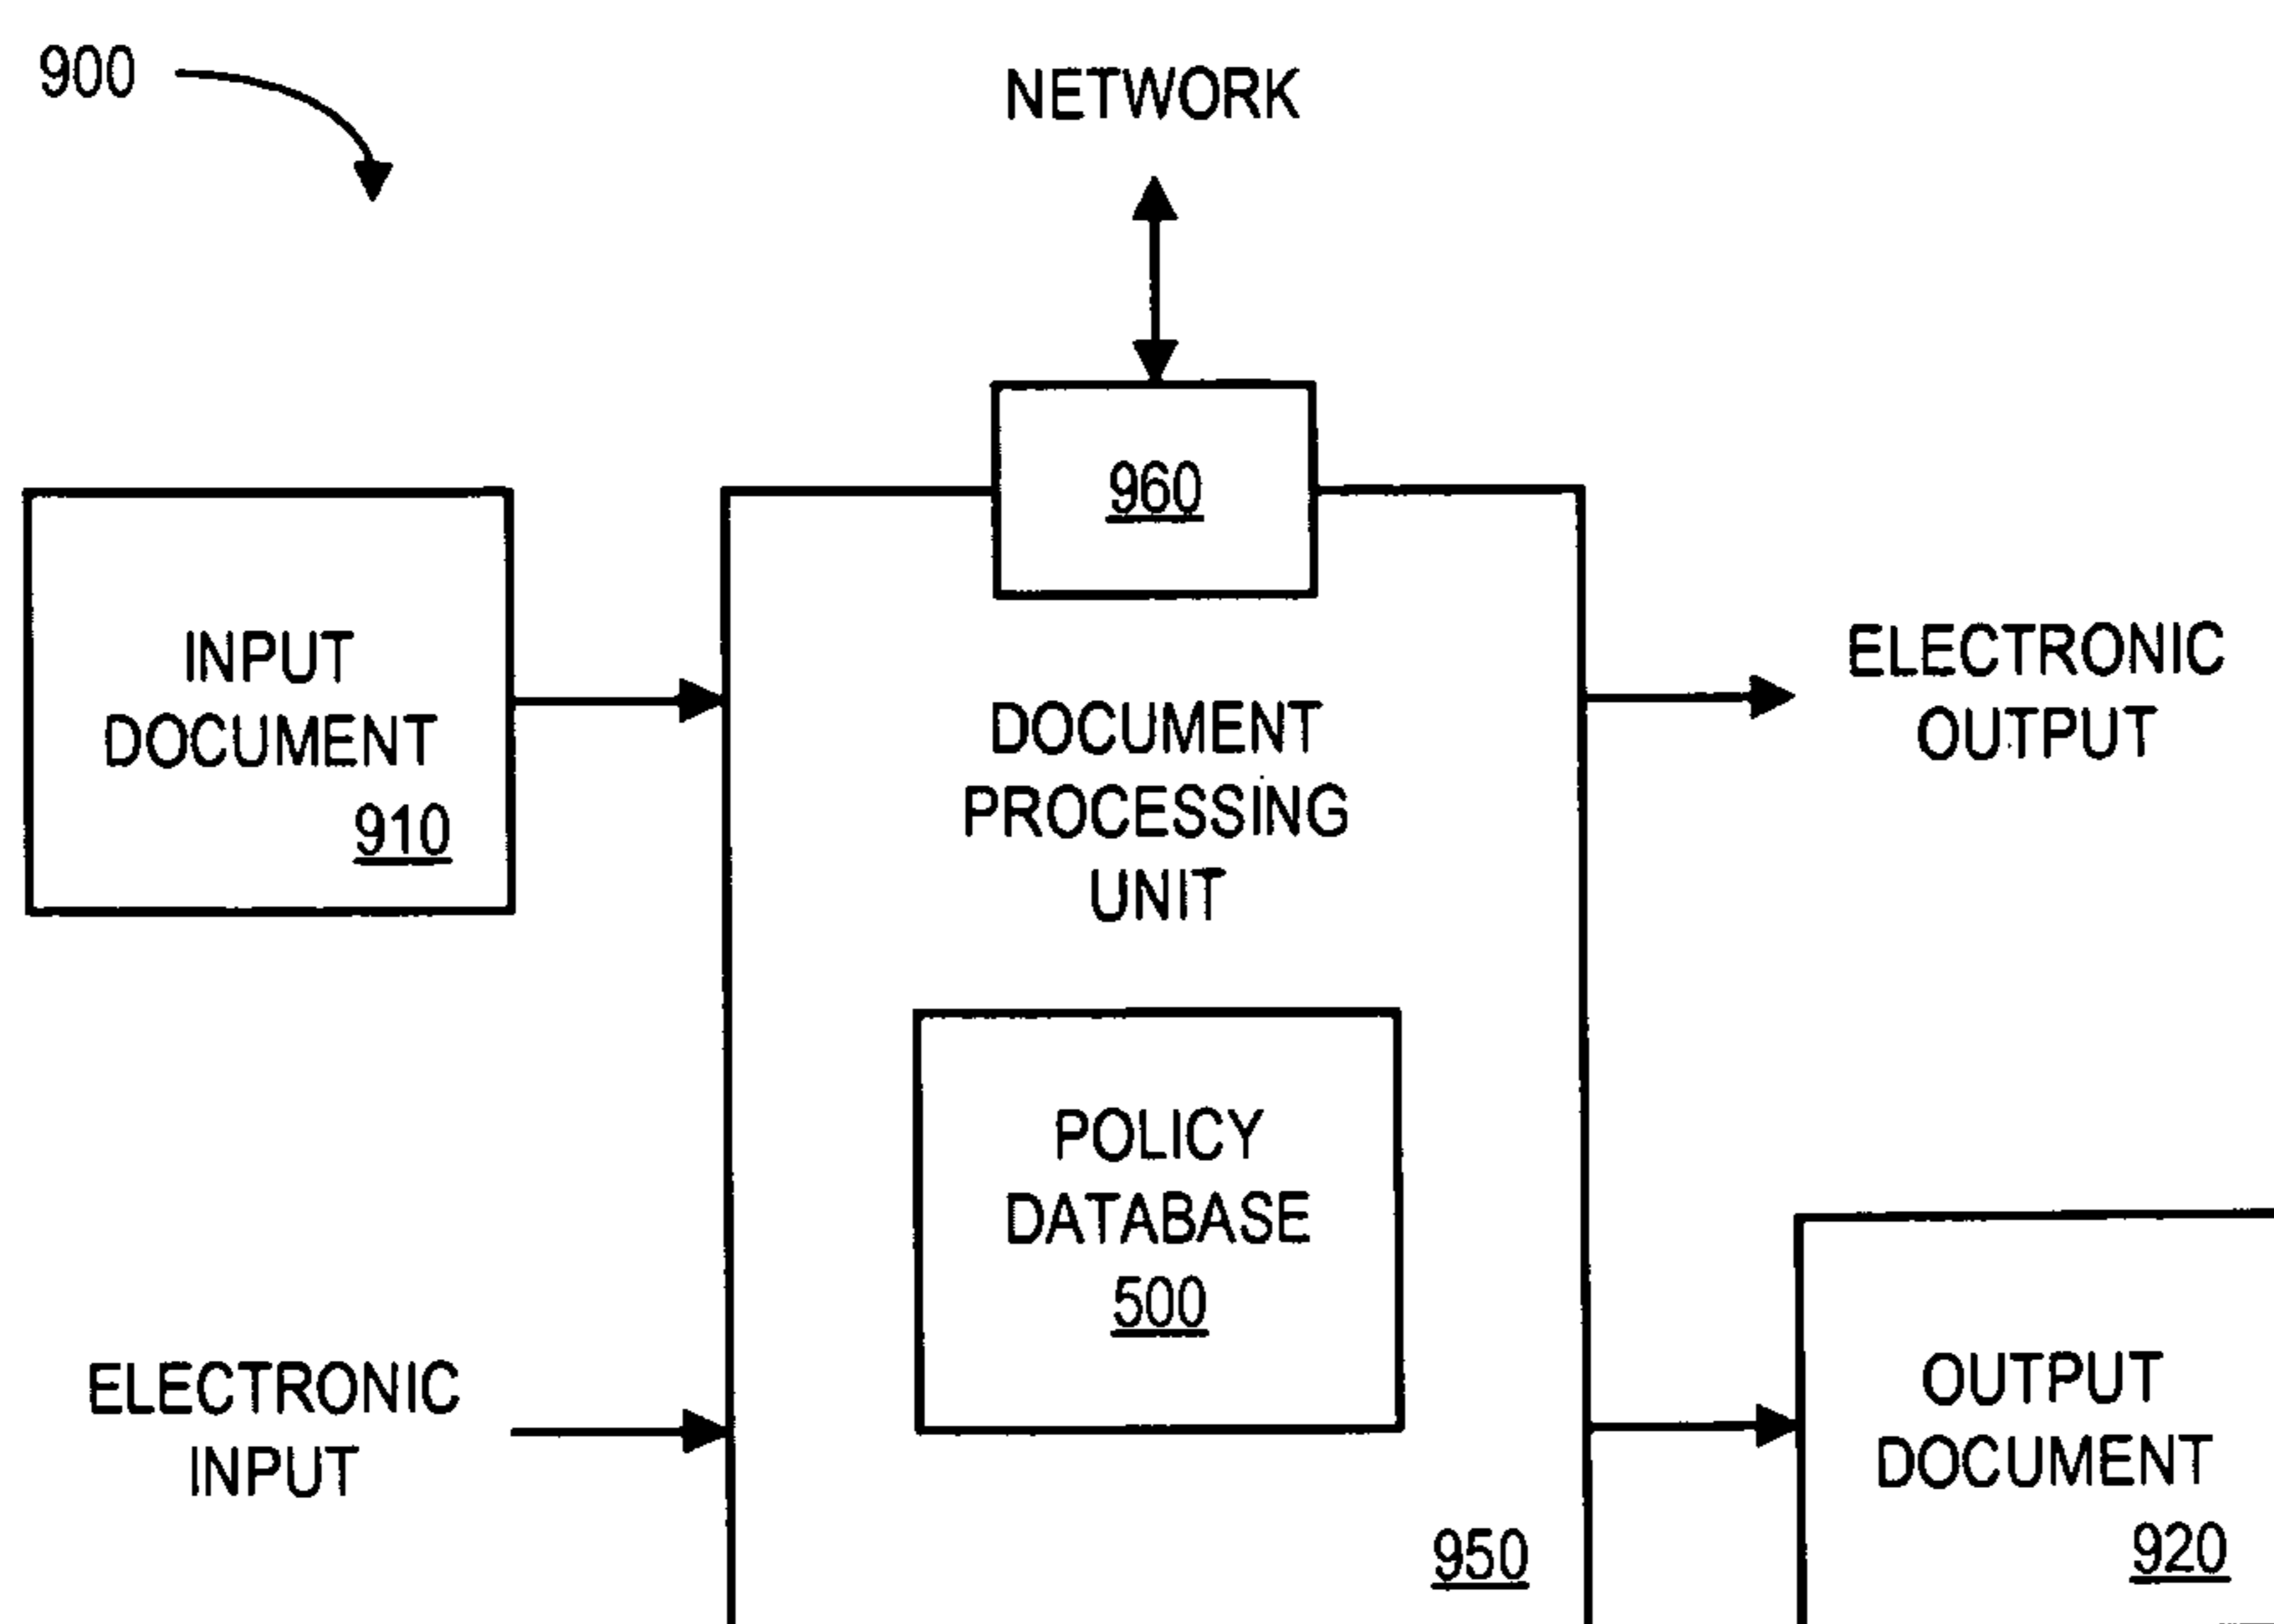 900
NETWORK
960
INPUT
DOCUMENT
910
DOCUMENT
PROCESSING
UNIT
ELECTRONIC
OUTPUT
POLICY
DATABASE
500
ELECTRONIC
INPUT
OUTPUT
DOCUMENT
920
950